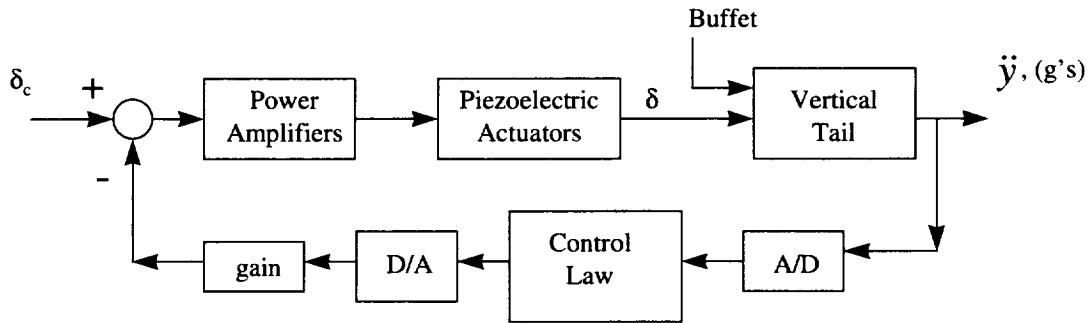 Buffet
δc
+
Power
Amplifiers
Piezoelectric
Actuators
δ
Vertical
Tail
ÿ, (g's)
-
gain
D/A
Control
Law
A/D